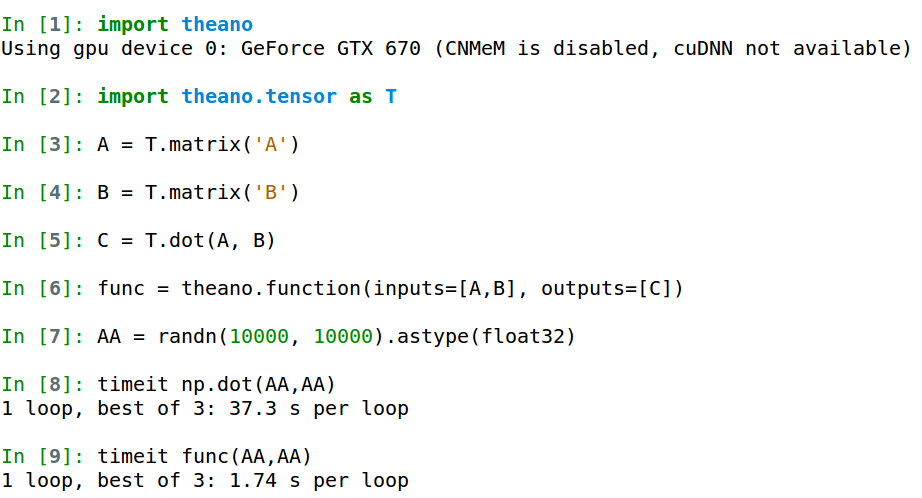 In [1]: import theano
Using gpu device 0: GeForce GTX 670 (CNMeM is disabled, cuDNN not available)
In [2]: import theano.tensor as T
In [3]: A = T.matrix('A')
In [4]: B = T.matrix('B')
In [5]: C = T.dot(A, B)
In [6]: func = theano.function(inputs=[A,B], outputs=[C])
In [7]: AA = randn(10000, 10000).astype(float32)
In [8]: timeit np.dot(AA,AA)
1 loop, best of 3: 37.3 s per loop
In [9]: timeit func(AA,AA)
1 loop, best of 3: 1.74 s per loop